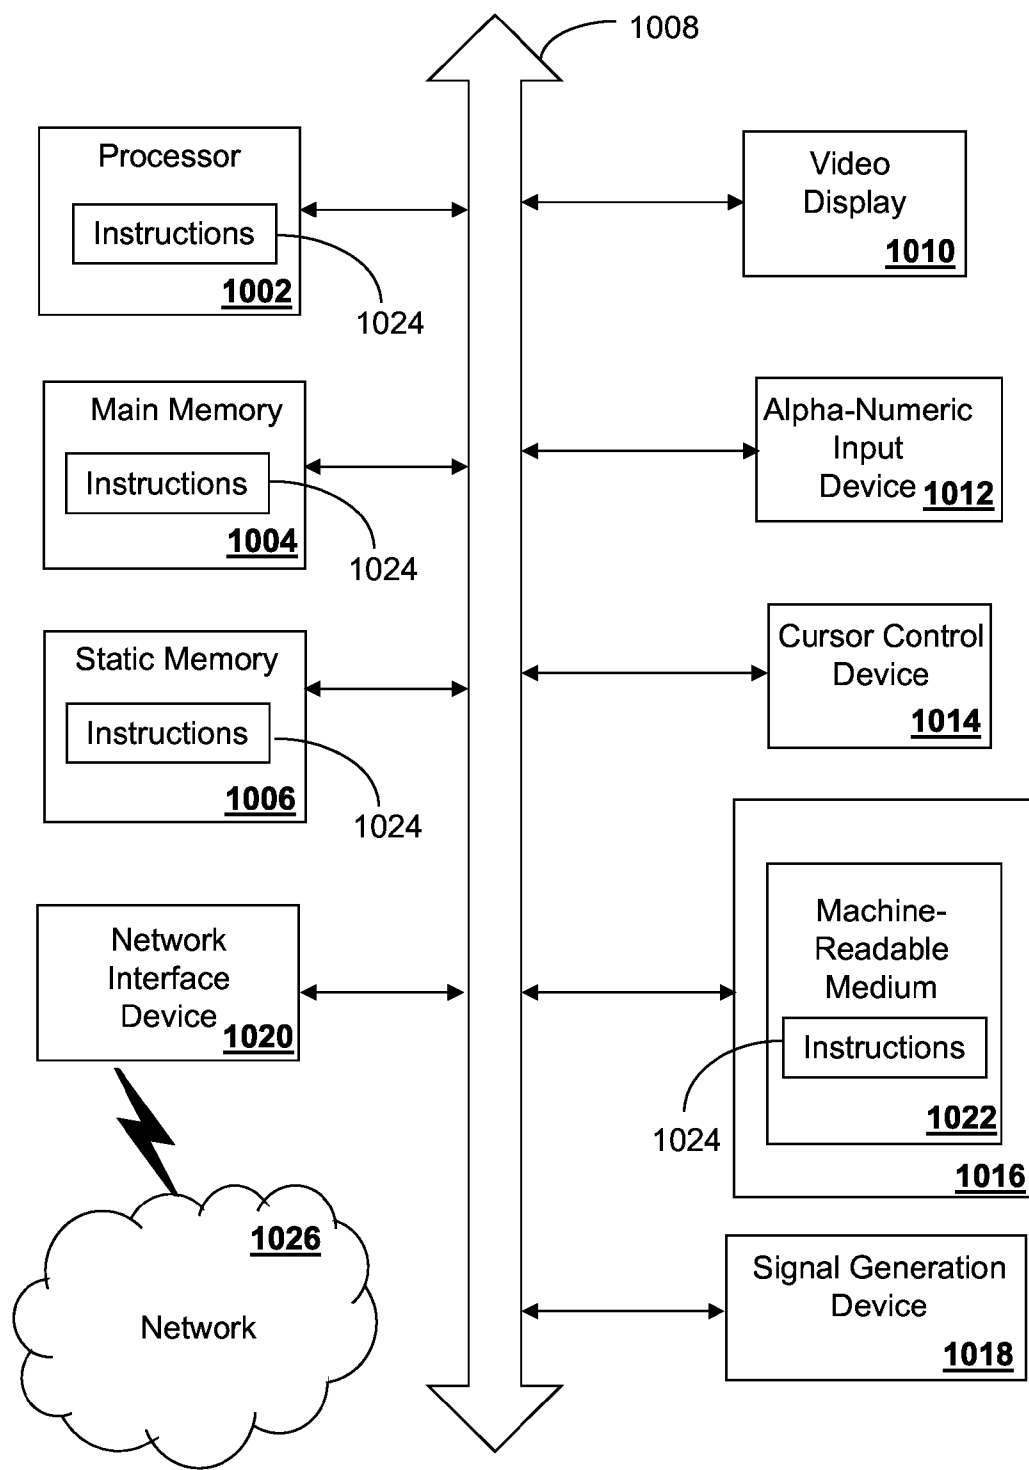 1008
Processor
Instructions
1002
1024
Video
Display
1010
Main Memory
Instructions
1004
1024
Alpha-Numeric
Input
Device 1012
Static Memory
Instructions
1006
1024
Cursor Control
Device
1014
Network
Interface
Device 1020
Machine-
Readable
Medium
Instructions
1024
1022
1016
1026
Network
Signal Generation
Device
1018